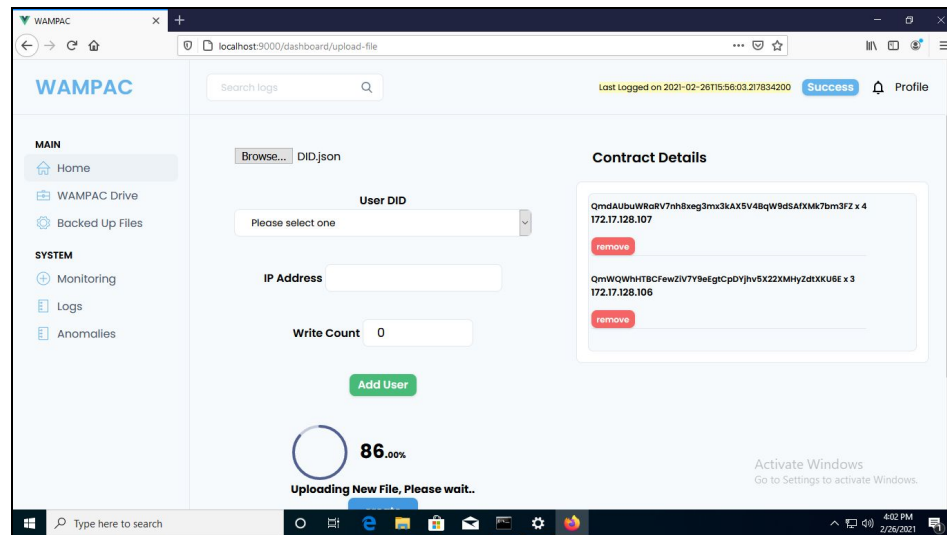 WAMPAC
localhost:9000/dashboard/upload-file
WAMPAC
Search logs
Last Logged on 2021-02-26T15:56:03.217834200
Success
Profile
MAIN
Home
WAMPAC Drive
Backed Up Files
SYSTEM
Monitoring
Logs
Anomalies
Browse... DID.json
User DID
Please select one
IP Address
Write Count 0
Add User
86.00%
Uploading New File, Please wait..
Contract Details
QmdAUbuWRaRV7nh8xeg3mx3kAX5V4BqW9dSAfXMk7bm3FZ x 4
172.17.128.107
remove
QmWQWhHTBCFewZiV7Y9eEgtCpDYjhv5X22XMHyZdtXKU6E x 3
172.17.128.106
remove
Activate Windows
Go to Settings to activate Windows.
Type here to search
4:02 PM
2/26/2021